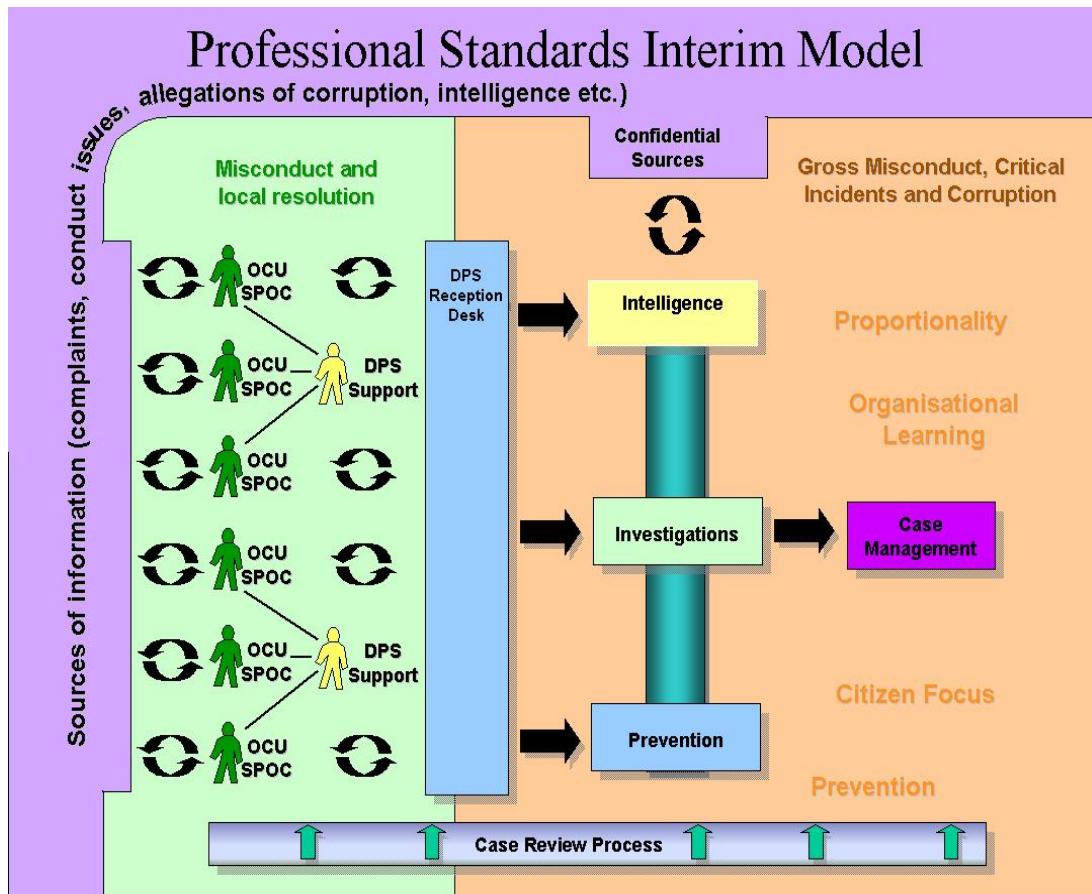 Professional Standards Interim Model
Sources of information (complaints, conduct issues, allegations of corruption, intelligence etc.)
Misconduct and
local resolution
Confidential
Sources
Gross Misconduct, Critical
Incidents and Corruption
OCU
SPOC
OCU
SPOC
OCU
SPOC
OCU
SPOC
OCU
SPOC
OCU
SPOC
DPS
Support
DPS
Support
DPS
Reception
Desk
Intelligence
Investigations
Prevention
Case
Management
Proportionality
Organisational
Learning
Citizen Focus
Prevention
Case Review Process